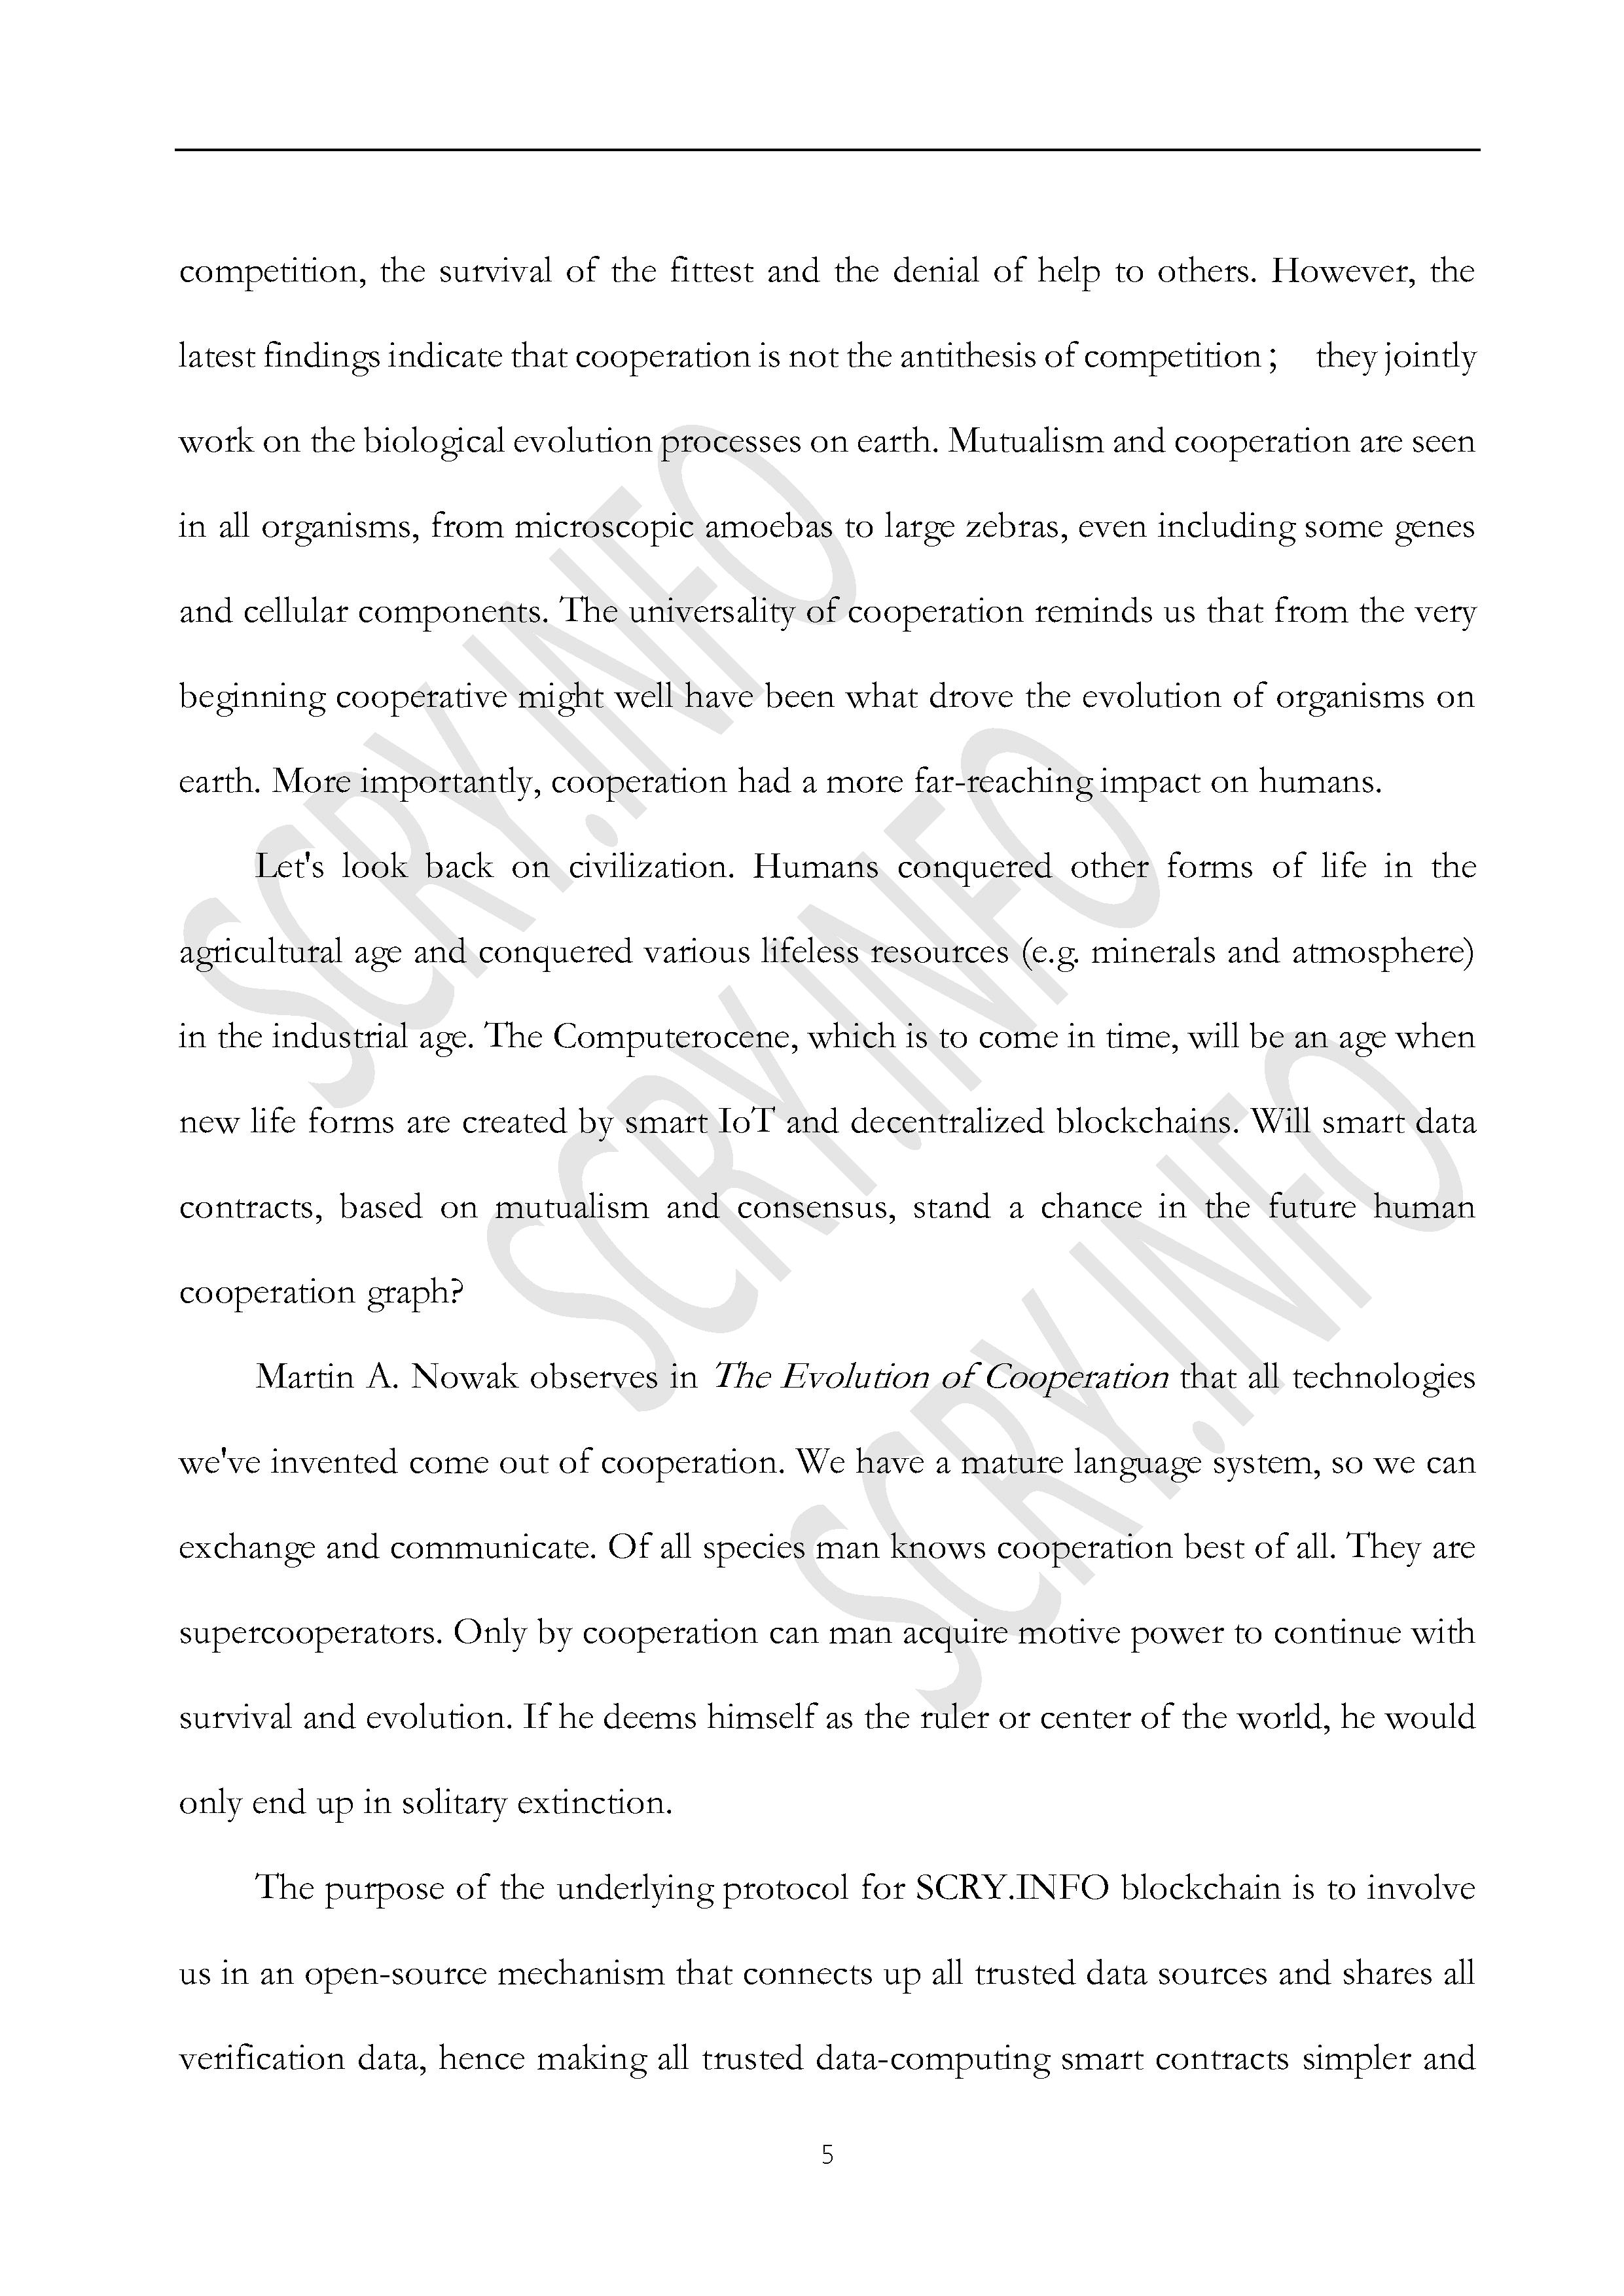 competition, the survival of the fittest and the denial of help to others. However, the
latest findings indicate that cooperation is not the antithesis of competition； they jointly
work on the biological evolution processes on earth. Mutualism and cooperation are seen
in all organisms, from microscopic amoebas to large zebras, even including some genes
and cellular components. The universality of cooperation reminds us that from the very
beginning cooperative might well have been what drove the evolution of organisms on
earth. More importantly, cooperation had a more far-reaching impact on humans.
Let's look back on civilization. Humans conquered other forms of life in the
agricultural age and conquered various lifeless resources (e.g. minerals and atmosphere)
in the industrial age. The Computerocene, which is to come in time, will be an age when
new life forms are created by smart IoT and decentralized blockchains. Will smart data
contracts, based on mutualism and consensus, stand a chance in the future human
cooperation graph?
Martin A. Nowak observes in The Evolution of Cooperation that all technologies
we've invented come out of cooperation. We have a mature language system, so we can
exchange and communicate. Of all species man knows cooperation best of all. They are
supercooperators. Only by cooperation can man acquire motive power to continue with
survival and evolution. If he deems himself as the ruler or center of the world, he would
only end up in solitary extinction.
The purpose of the underlying protocol for SCRY.INFO blockchain is to involve
us in an open-source mechanism that connects up all trusted data sources and shares all
verification data, hence making all trusted data-computing smart contracts simpler and
5
SCRY.INFO
SCRY.INFO
SCRY.INFO